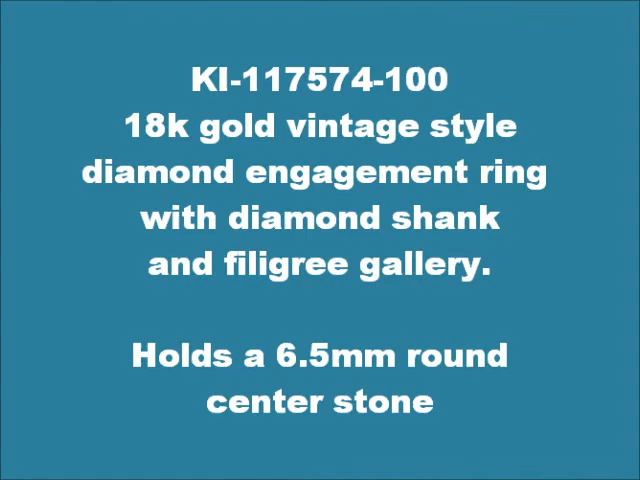 KI-117574-100
18k gold vintage style
diamond engagement ring
with diamond shank
and filigree gallery.
Holds a 6.5mm round
center stone